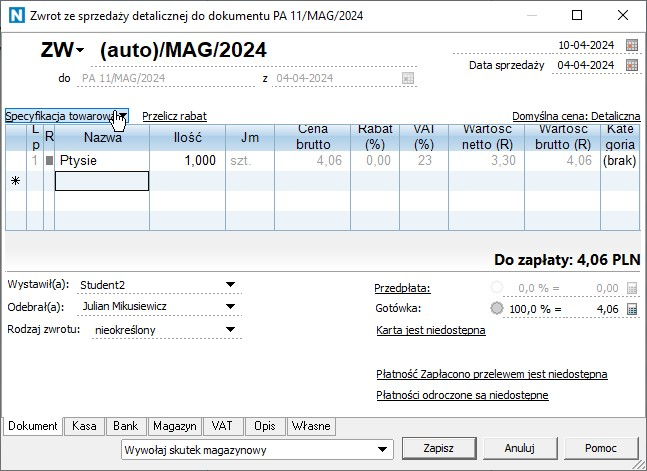 Zwrot ze sprzedaży detalicznej do dokumentu PA 11/MAG/2024
ZW (auto)/MAG/2024
10-04-2024
do PA 11/MAG/2024 z 04-04-2024
Data sprzedaży 04-04-2024
Specyfikacja towarowa Przelicz rabat Domyślna cena: Detaliczna
Lp R Nazwa Ilość Jm Cena brutto Rabat (%) VAT (%) Wartość netto (R) Wartość brutto (R) Kategoria
1 Ptysie 1,000 szt. 4,06 0,00 23 3,30 4,06 (brak)
*
Do zapłaty: 4,06 PLN
Wystawił(a): Student2
Przedpłata: 0,0 % = 0,00
Odebrał(a): Julian Mikusiewicz
Gotówka: 100,0 % = 4,06
Rodzaj zwrotu: nieokreślony
Karta jest niedostępna
Płatność Zapłacono przelewem jest niedostępna
Płatności odroczone są niedostępne
Dokument Kasa Bank Magazyn VAT Opis Własne
Wywołaj skutek magazynowy Zapisz Anuluj Pomoc